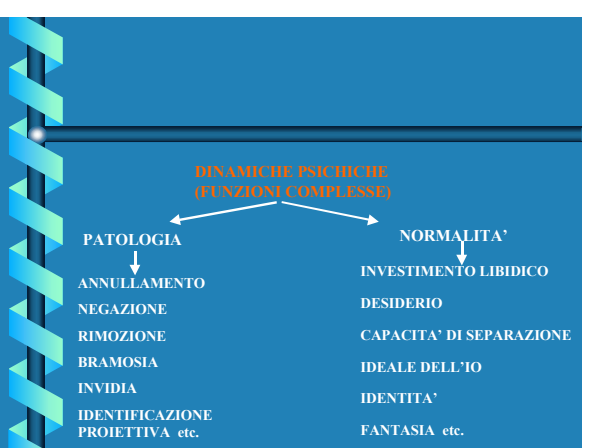 DINAMICHE PSICHICHE
(FUNZIONI COMPLESSE)
PATOLOGIA
ANNULLAMENTO
NEGAZIONE
RIMOZIONE
BRAMOSIA
INVIDIA
IDENTIFICAZIONE
PROIETTIVA etc.
NORMALITA’
INVESTIMENTO LIBIDICO
DESIDERIO
CAPACITA’ DI SEPARAZIONE
IDEALE DELL’IO
IDENTITA’
FANTASIA etc.